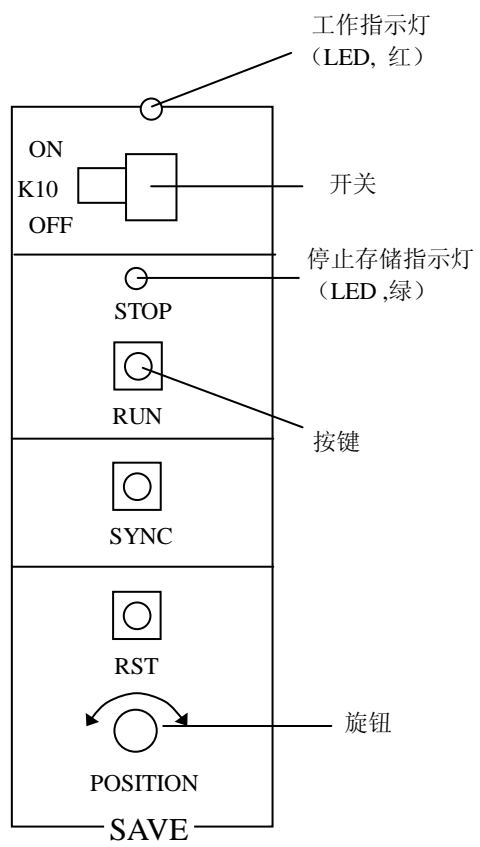 工作指示灯
（LED, 红）
ON
K10
OFF
开关
停止存储指示灯
（LED ,绿）
STOP
RUN
按键
SYNC
RST
旋钮
POSITION
SAVE